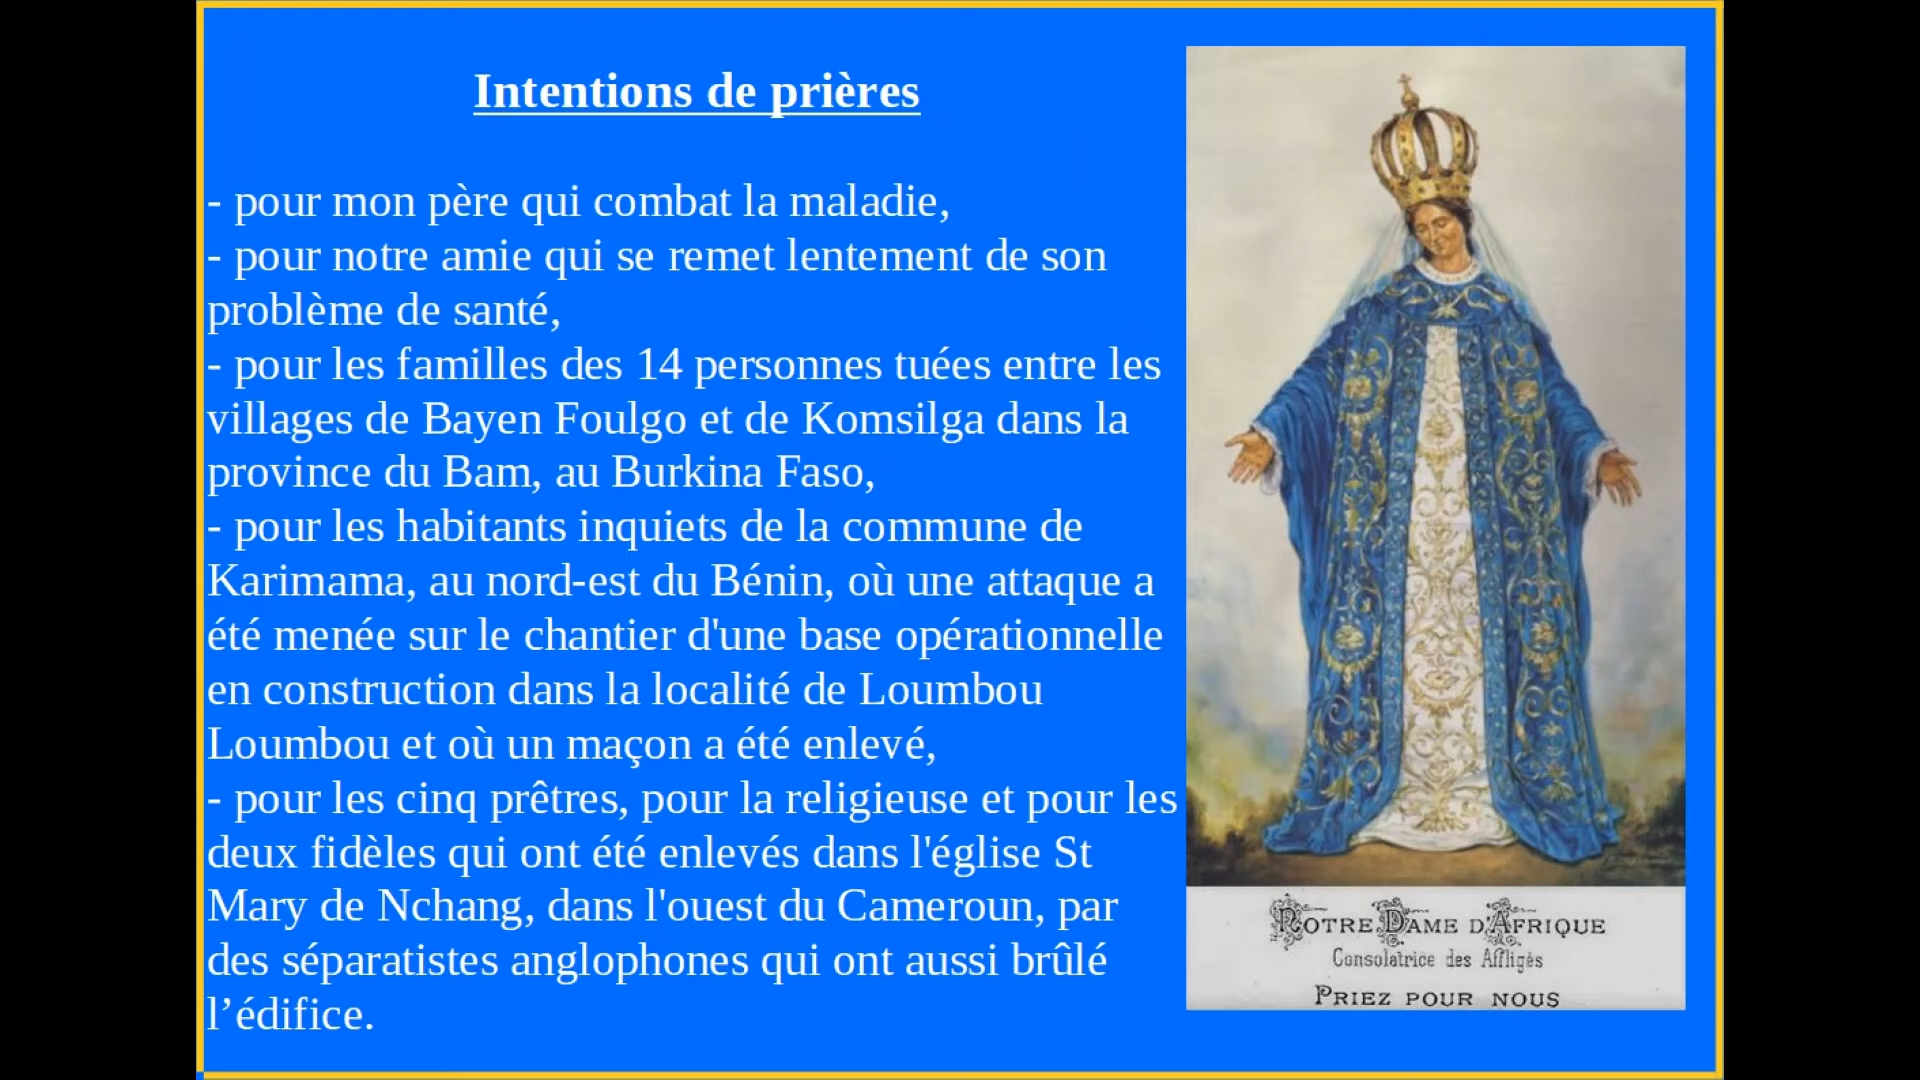 Intentions de prières
- pour mon père qui combat la maladie,
- pour notre amie qui se remet lentement de son
problème de santé,
- pour les familles des 14 personnes tuées entre les
villages de Bayen Foulgo et de Komsilga dans la
province du Bam, au Burkina Faso,
- pour les habitants inquiets de la commune de
Karimama, au nord-est du Bénin, où une attaque a
été menée sur le chantier d'une base opérationnelle
en construction dans la localité de Loumbou
Loumbou et où un maçon a été enlevé,
- pour les cinq prêtres, pour la religieuse et pour les
deux fidèles qui ont été enlevés dans l'église St
Mary de Nchang, dans l'ouest du Cameroun, par
des séparatistes anglophones qui ont aussi brûlé
l’édifice.
NOTRE DAME D'AFRIQUE
Consolatrice des Affligés
PRIEZ POUR NOUS